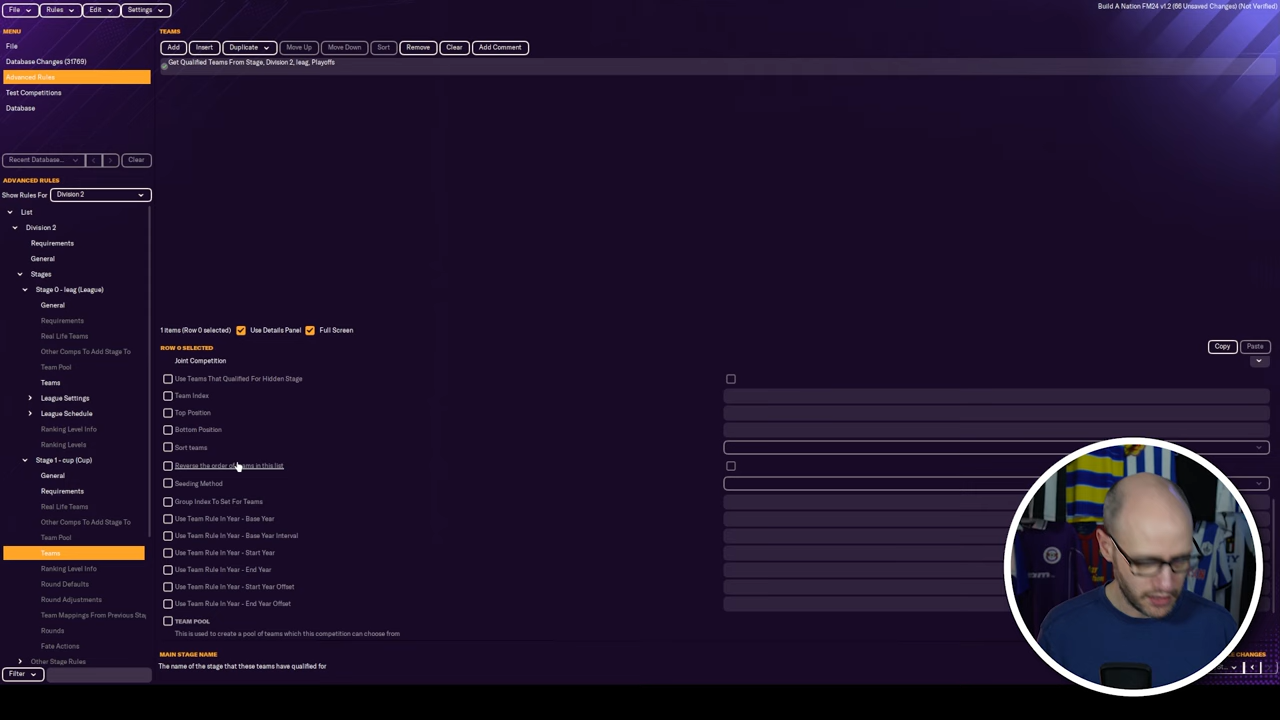 File Rules Edit Settings
Build A Nation FM24 v1.2 (66 Unsaved Changes) (Not Verified)
MENU
File
Database Changes (31769)
Advanced Rules
Test Competitions
Database
Recent Database... Clear
ADVANCED RULES
Show Rules For Division 2
List
Division 2
Requirements
General
Stages
Stage 0 - leag (League)
General
Requirements
Real Life Teams
Other Comps To Add Stage To
Team Pool
Teams
League Settings
League Schedule
Ranking Level Info
Ranking Levels
Stage 1 - cup (Cup)
General
Requirements
Real Life Teams
Other Comps To Add Stage To
Team Pool
Teams
Ranking Level Info
Round Defaults
Round Adjustments
Team Mappings From Previous Sta
Rounds
Fate Actions
Other Stage Rules
Filter
TEAMS
Add Insert Duplicate Move Up Move Down Sort Remove Clear Add Comment
Get Qualified Teams From Stage, Division 2, leag, Playoffs
1 items (Row 0 selected) Use Details Panel Full Screen
ROW 0 SELECTED
Copy Paste
Joint Competition
Use Teams That Qualified For Hidden Stage
Team Index
Top Position
Bottom Position
Sort teams
Reverse the order of teams in this list
Seeding Method
Group Index To Set For Teams
Use Team Rule In Year - Base Year
Use Team Rule In Year - Base Year Interval
Use Team Rule In Year - Start Year
Use Team Rule In Year - End Year
Use Team Rule In Year - Start Year Offset
Use Team Rule In Year - End Year Offset
TEAM POOL
This is used to create a pool of teams which this competition can choose from
MAIN STAGE NAME
The name of the stage that these teams have qualified for
CHANGES